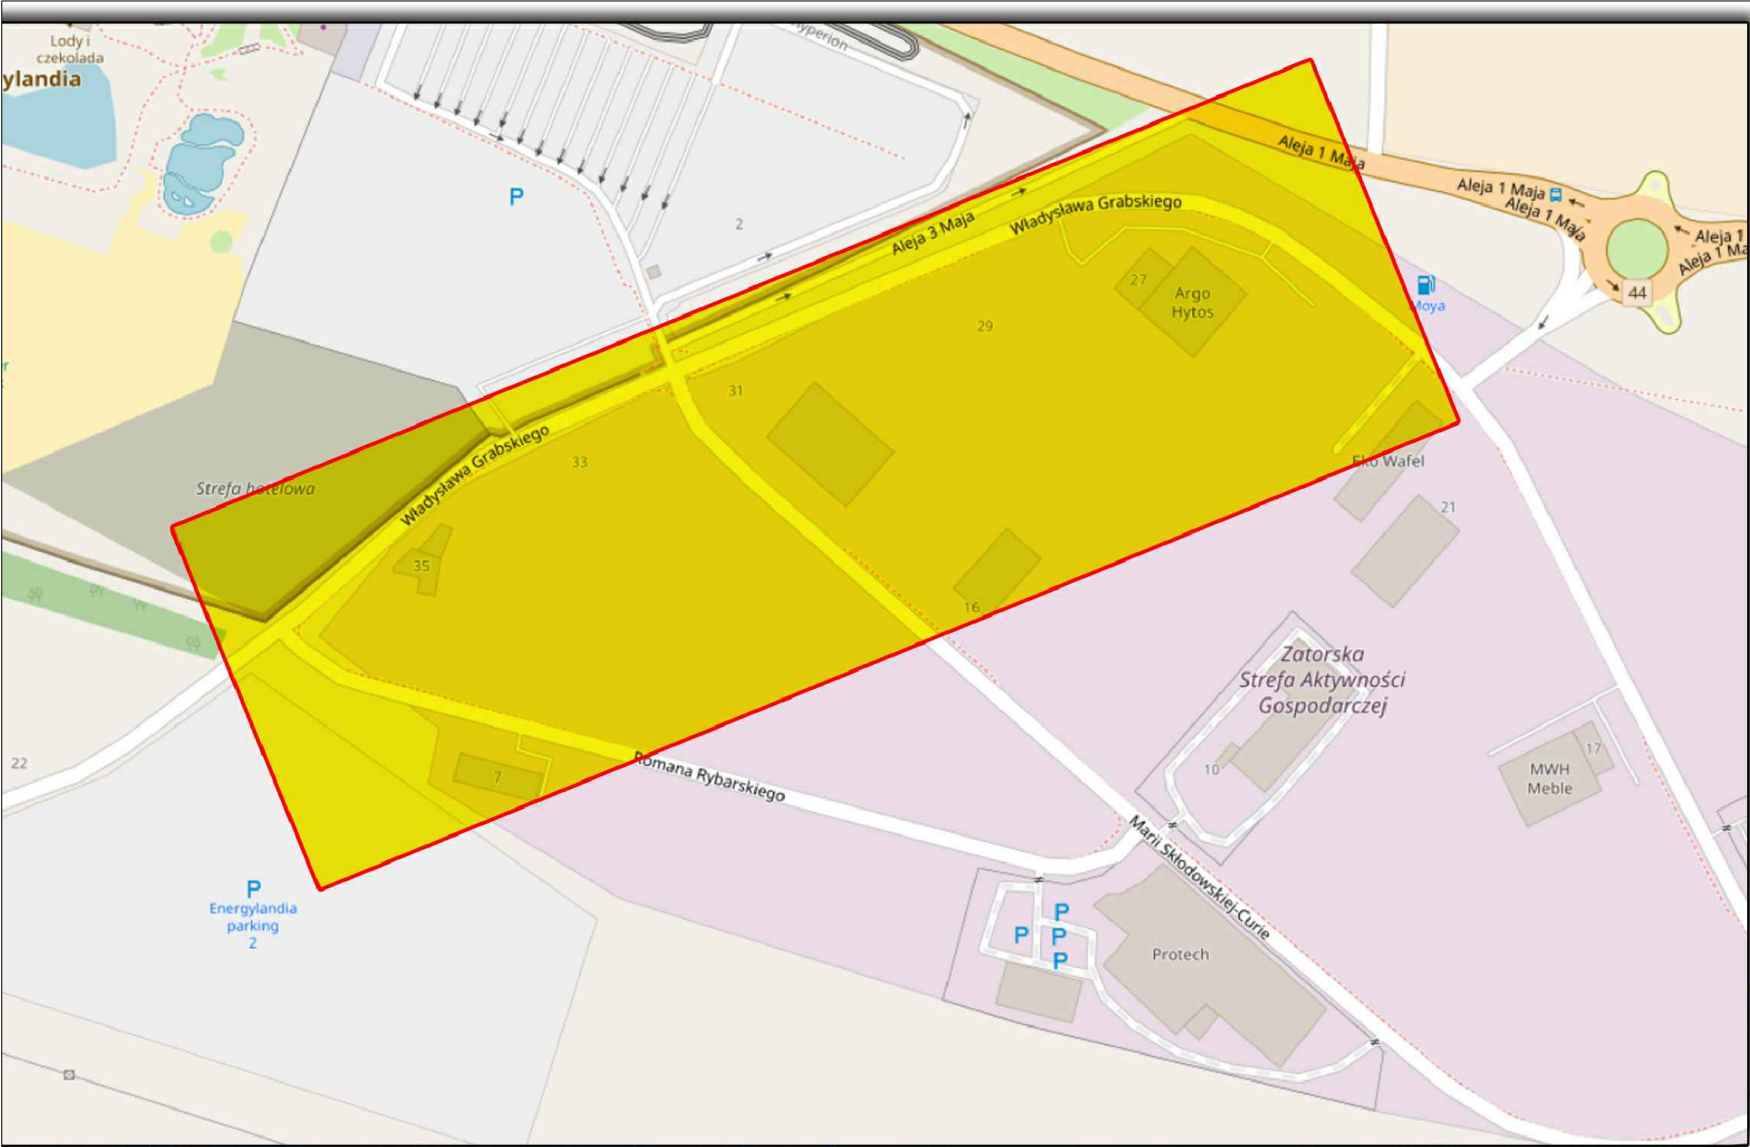 Lody i
czekolada
ylandia
yperion
P
2
Aleja 1 Maja
Aleja 1 Maja
Aleja 1 Maja
Aleja 1
Aleja 1 Ma
44
Aleja 3 Maja
Władysława Grabskiego
27
Argo
Hytos
Moya
29
31
Władysława Grabskiego
33
Strefa hotelowa
Eko Wafel
21
35
16
Zatorska
Strefa Aktywności
Gospodarczej
22
7
Romana Rybarskiego
10
17
MWH
Meble
Marii Skłodowskiej-Curie
P
Energylandia
parking
2
P
P
P
P
Protech